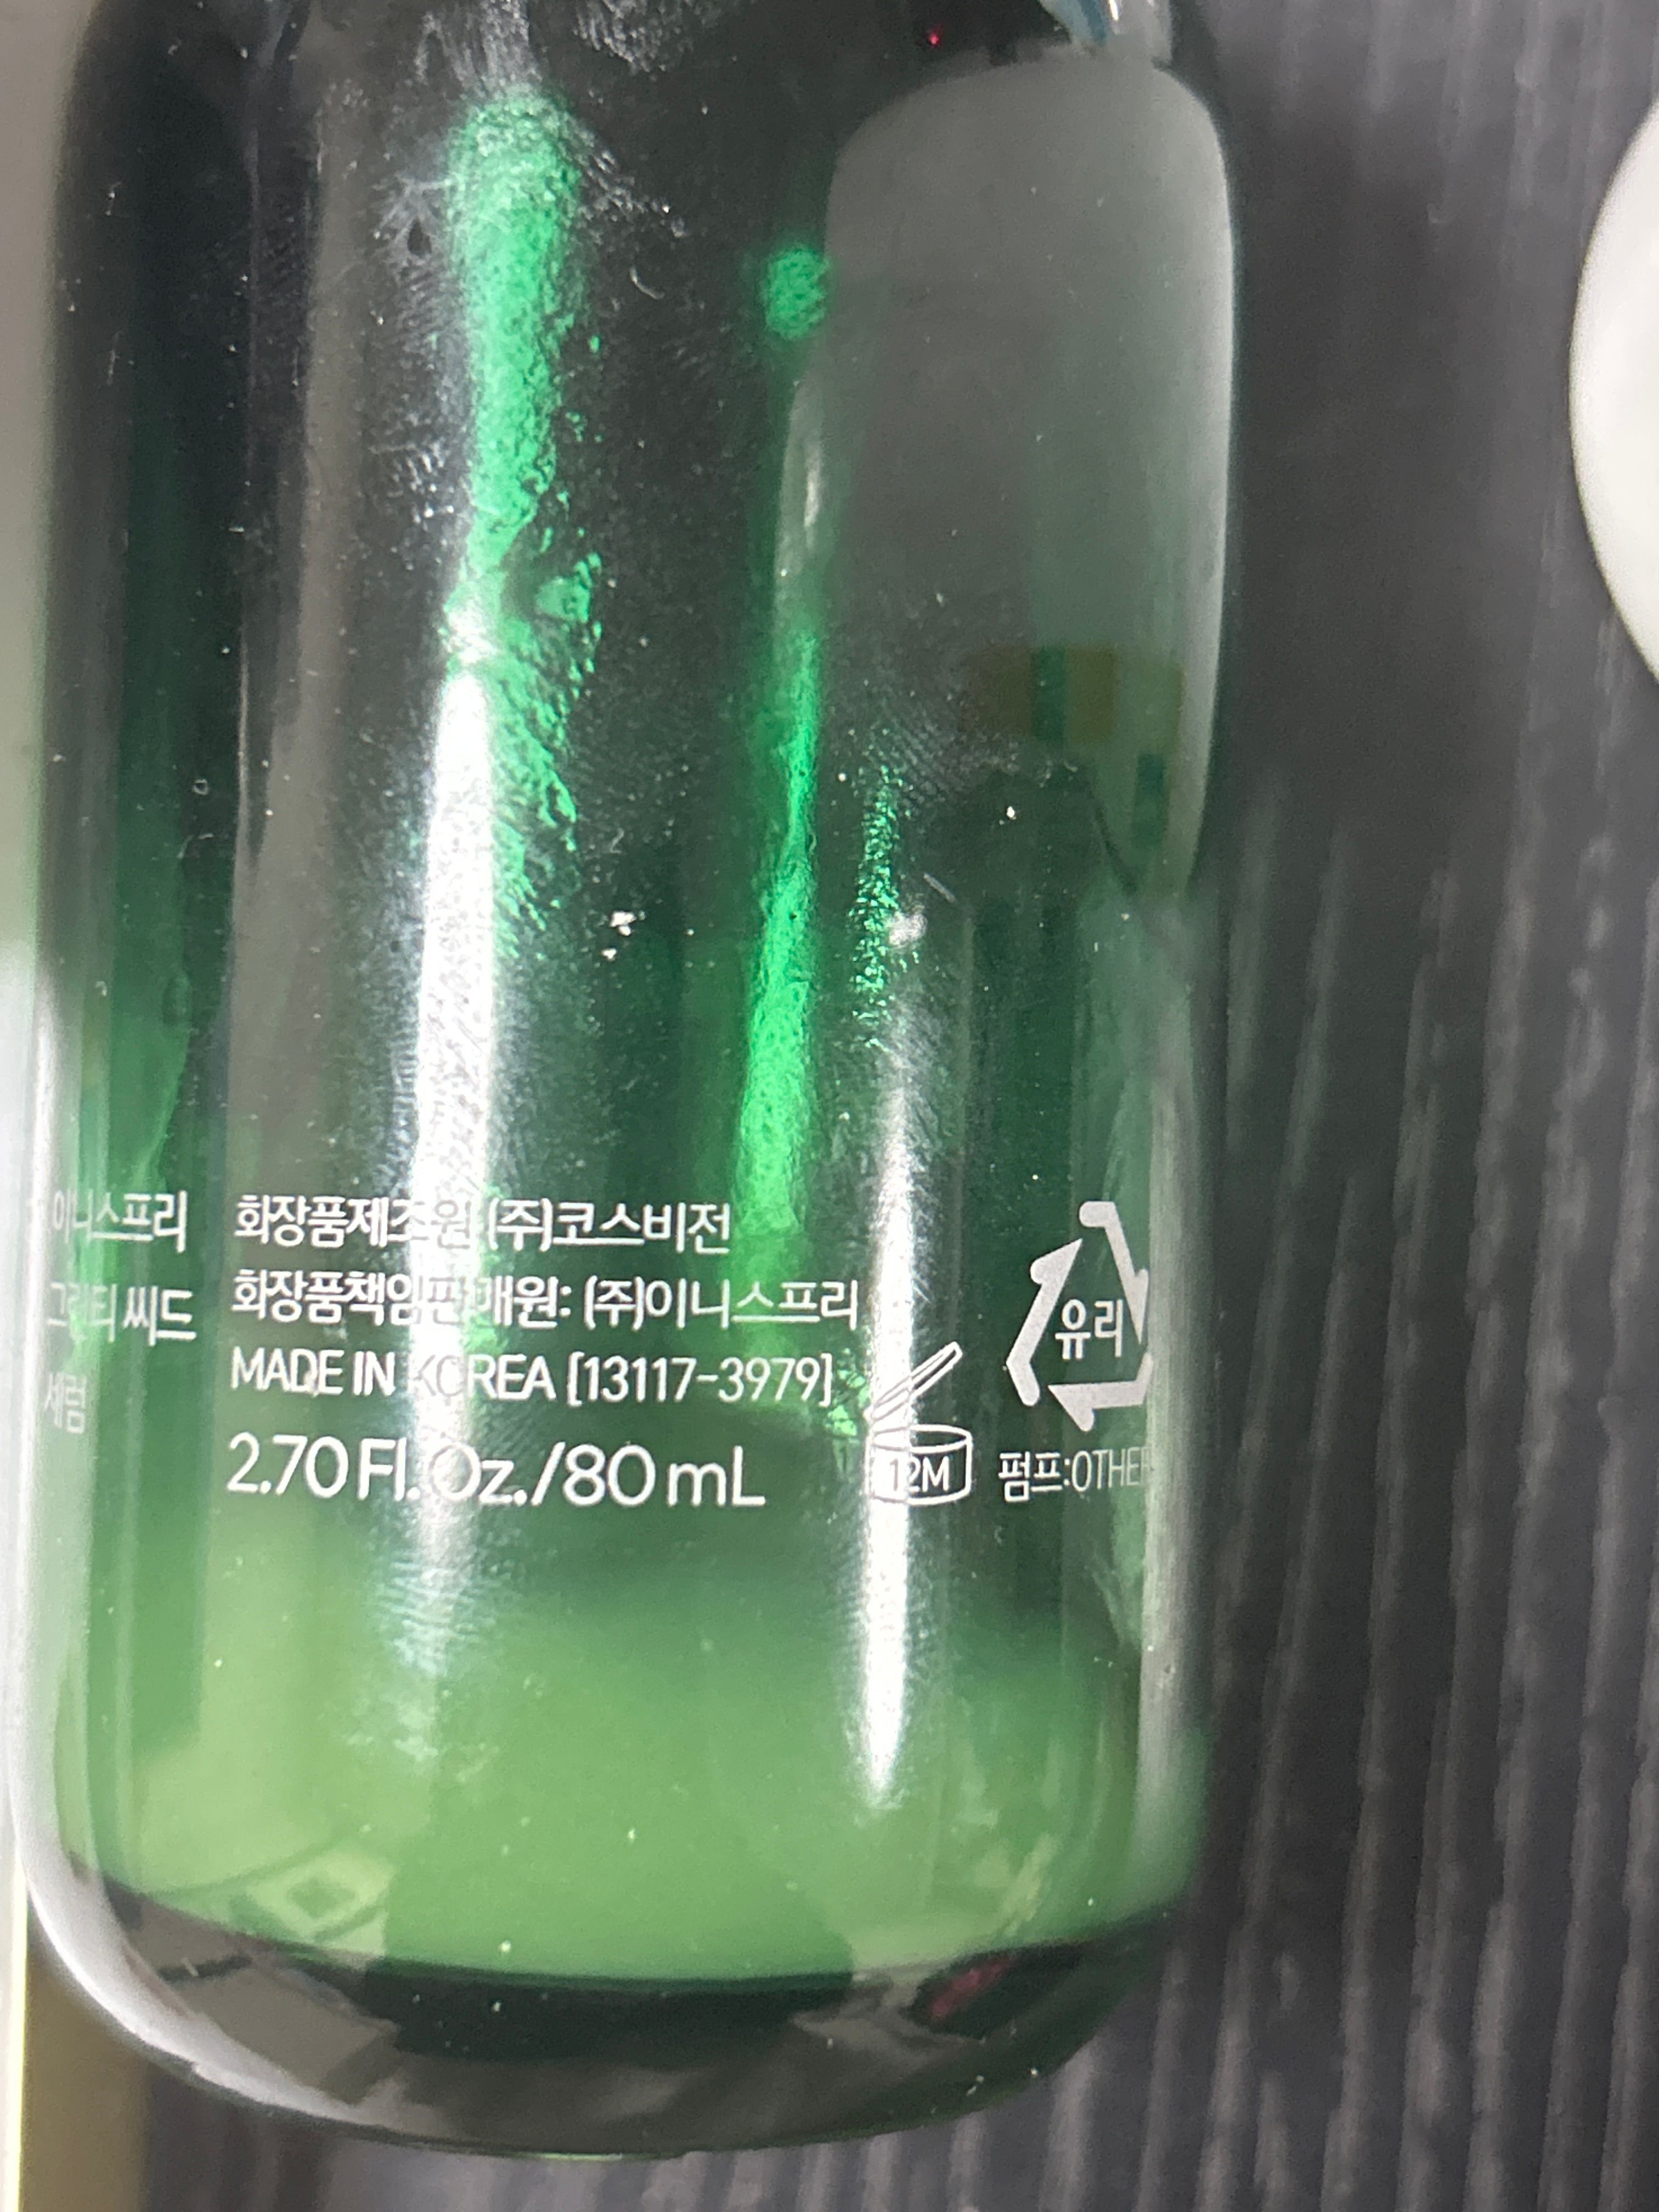 이니스프리
그린티 씨드
세럼
화장품제조원 (주)코스비전
화장품책임판매원: (주)이니스프리
MADE IN KOREA [13117-3979]
2.70 Fl. Oz./80 mL
12M
유리
펌프:OTHER